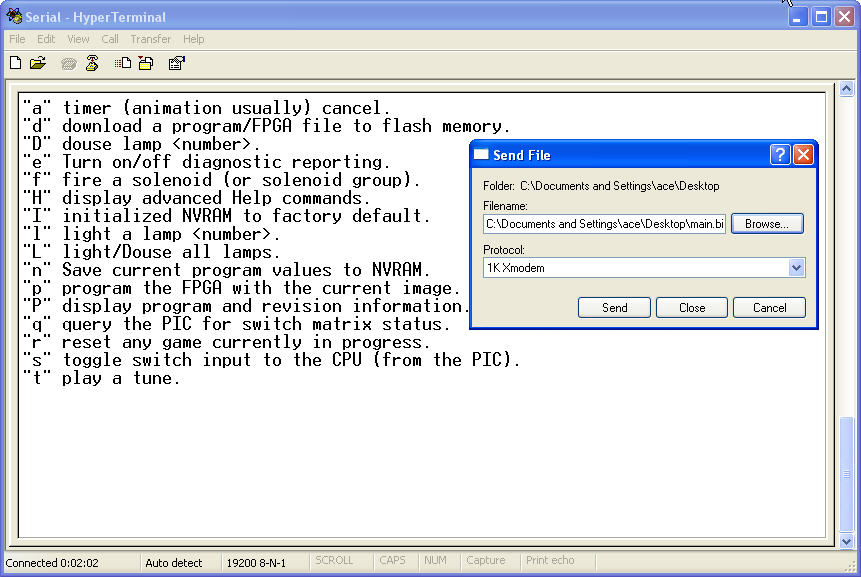 Serial - HyperTerminal
File Edit View Call Transfer Help
"a" timer (animation usually) cancel.
"d" download a program/FPGA file to flash memory.
"D" douse lamp <number>.
"e" Turn on/off diagnostic reporting.
"f" fire a solenoid (or solenoid group).
"H" display advanced Help commands.
"I" initialized NVRAM to factory default.
"l" light a lamp <number>.
"L" light/Douse all lamps.
"n" Save current program values to NVRAM.
"p" program the FPGA with the current image.
"P" display program and revision information.
"q" query the PIC for switch matrix status.
"r" reset any game currently in progress.
"s" toggle switch input to the CPU (from the PIC).
"t" play a tune.
Send File
Folder: C:\Documents and Settings\ace\Desktop
Filename:
C:\Documents and Settings\ace\Desktop\main.bi
Browse...
Protocol:
1K Xmodem
Send Close Cancel
Connected 0:02:02 Auto detect 19200 8-N-1 SCROLL CAPS NUM Capture Print echo